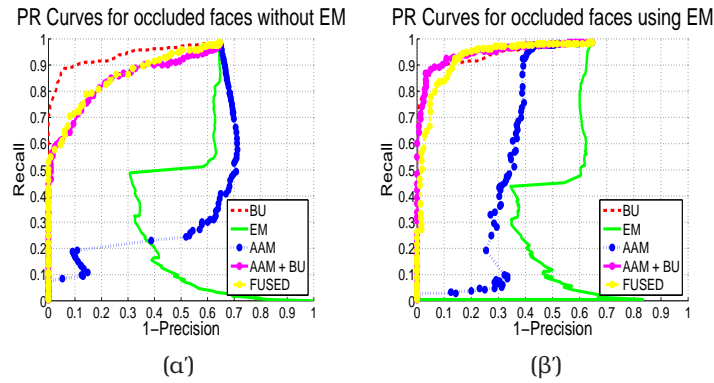 PR Curves for occluded faces without EM
Recall
1
0.9
0.8
0.7
0.6
0.5
0.4
0.3
0.2
0.1
0
0 0.1 0.2 0.3 0.4 0.5 0.6 0.7 0.8 0.9 1
1−Precision
BU
EM
AAM
AAM + BU
FUSED
(α')
PR Curves for occluded faces using EM
Recall
1
0.9
0.8
0.7
0.6
0.5
0.4
0.3
0.2
0.1
0
0 0.1 0.2 0.3 0.4 0.5 0.6 0.7 0.8 0.9 1
1−Precision
BU
EM
AAM
AAM + BU
FUSED
(β')